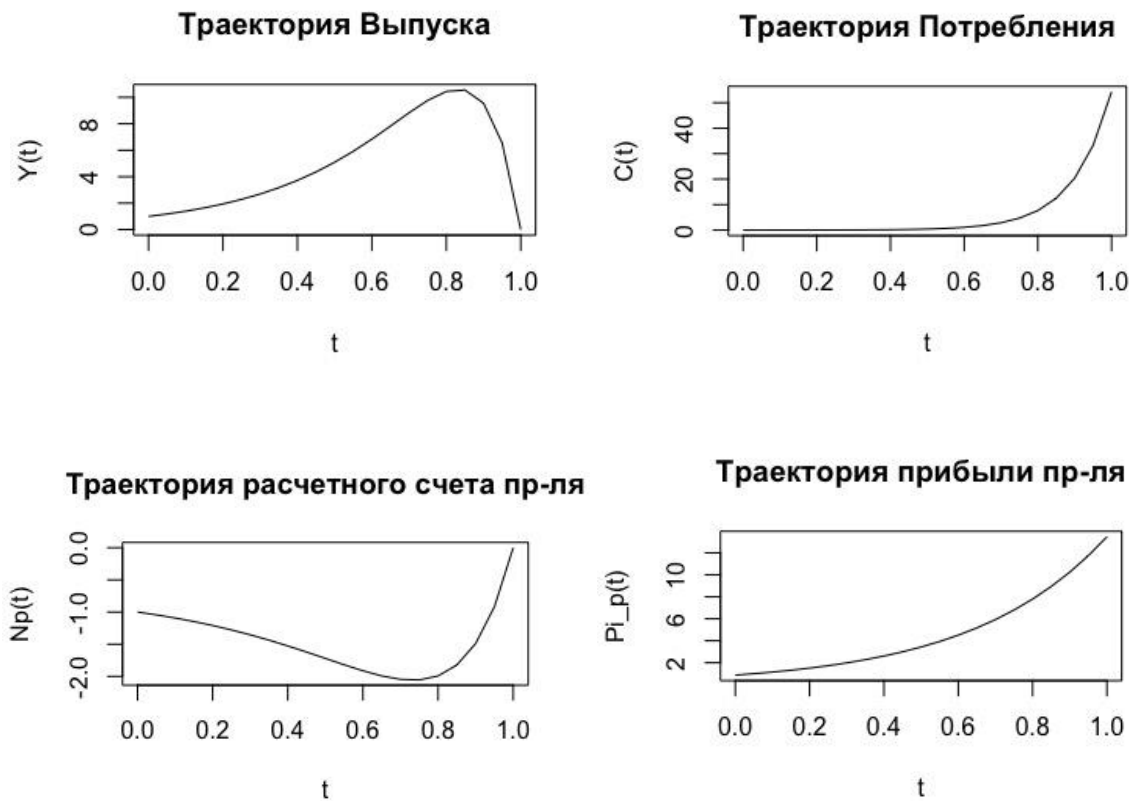 Траектория Выпуска
Y(t)
8
4
0
0.0 0.2 0.4 0.6 0.8 1.0
t
Траектория Потребления
C(t)
40
20
0
0.0 0.2 0.4 0.6 0.8 1.0
t
Траектория расчетного счета пр-ля
Np(t)
0.0
-1.0
-2.0
0.0 0.2 0.4 0.6 0.8 1.0
t
Траектория прибыли пр-ля
Pi_p(t)
10
6
2
0.0 0.2 0.4 0.6 0.8 1.0
t